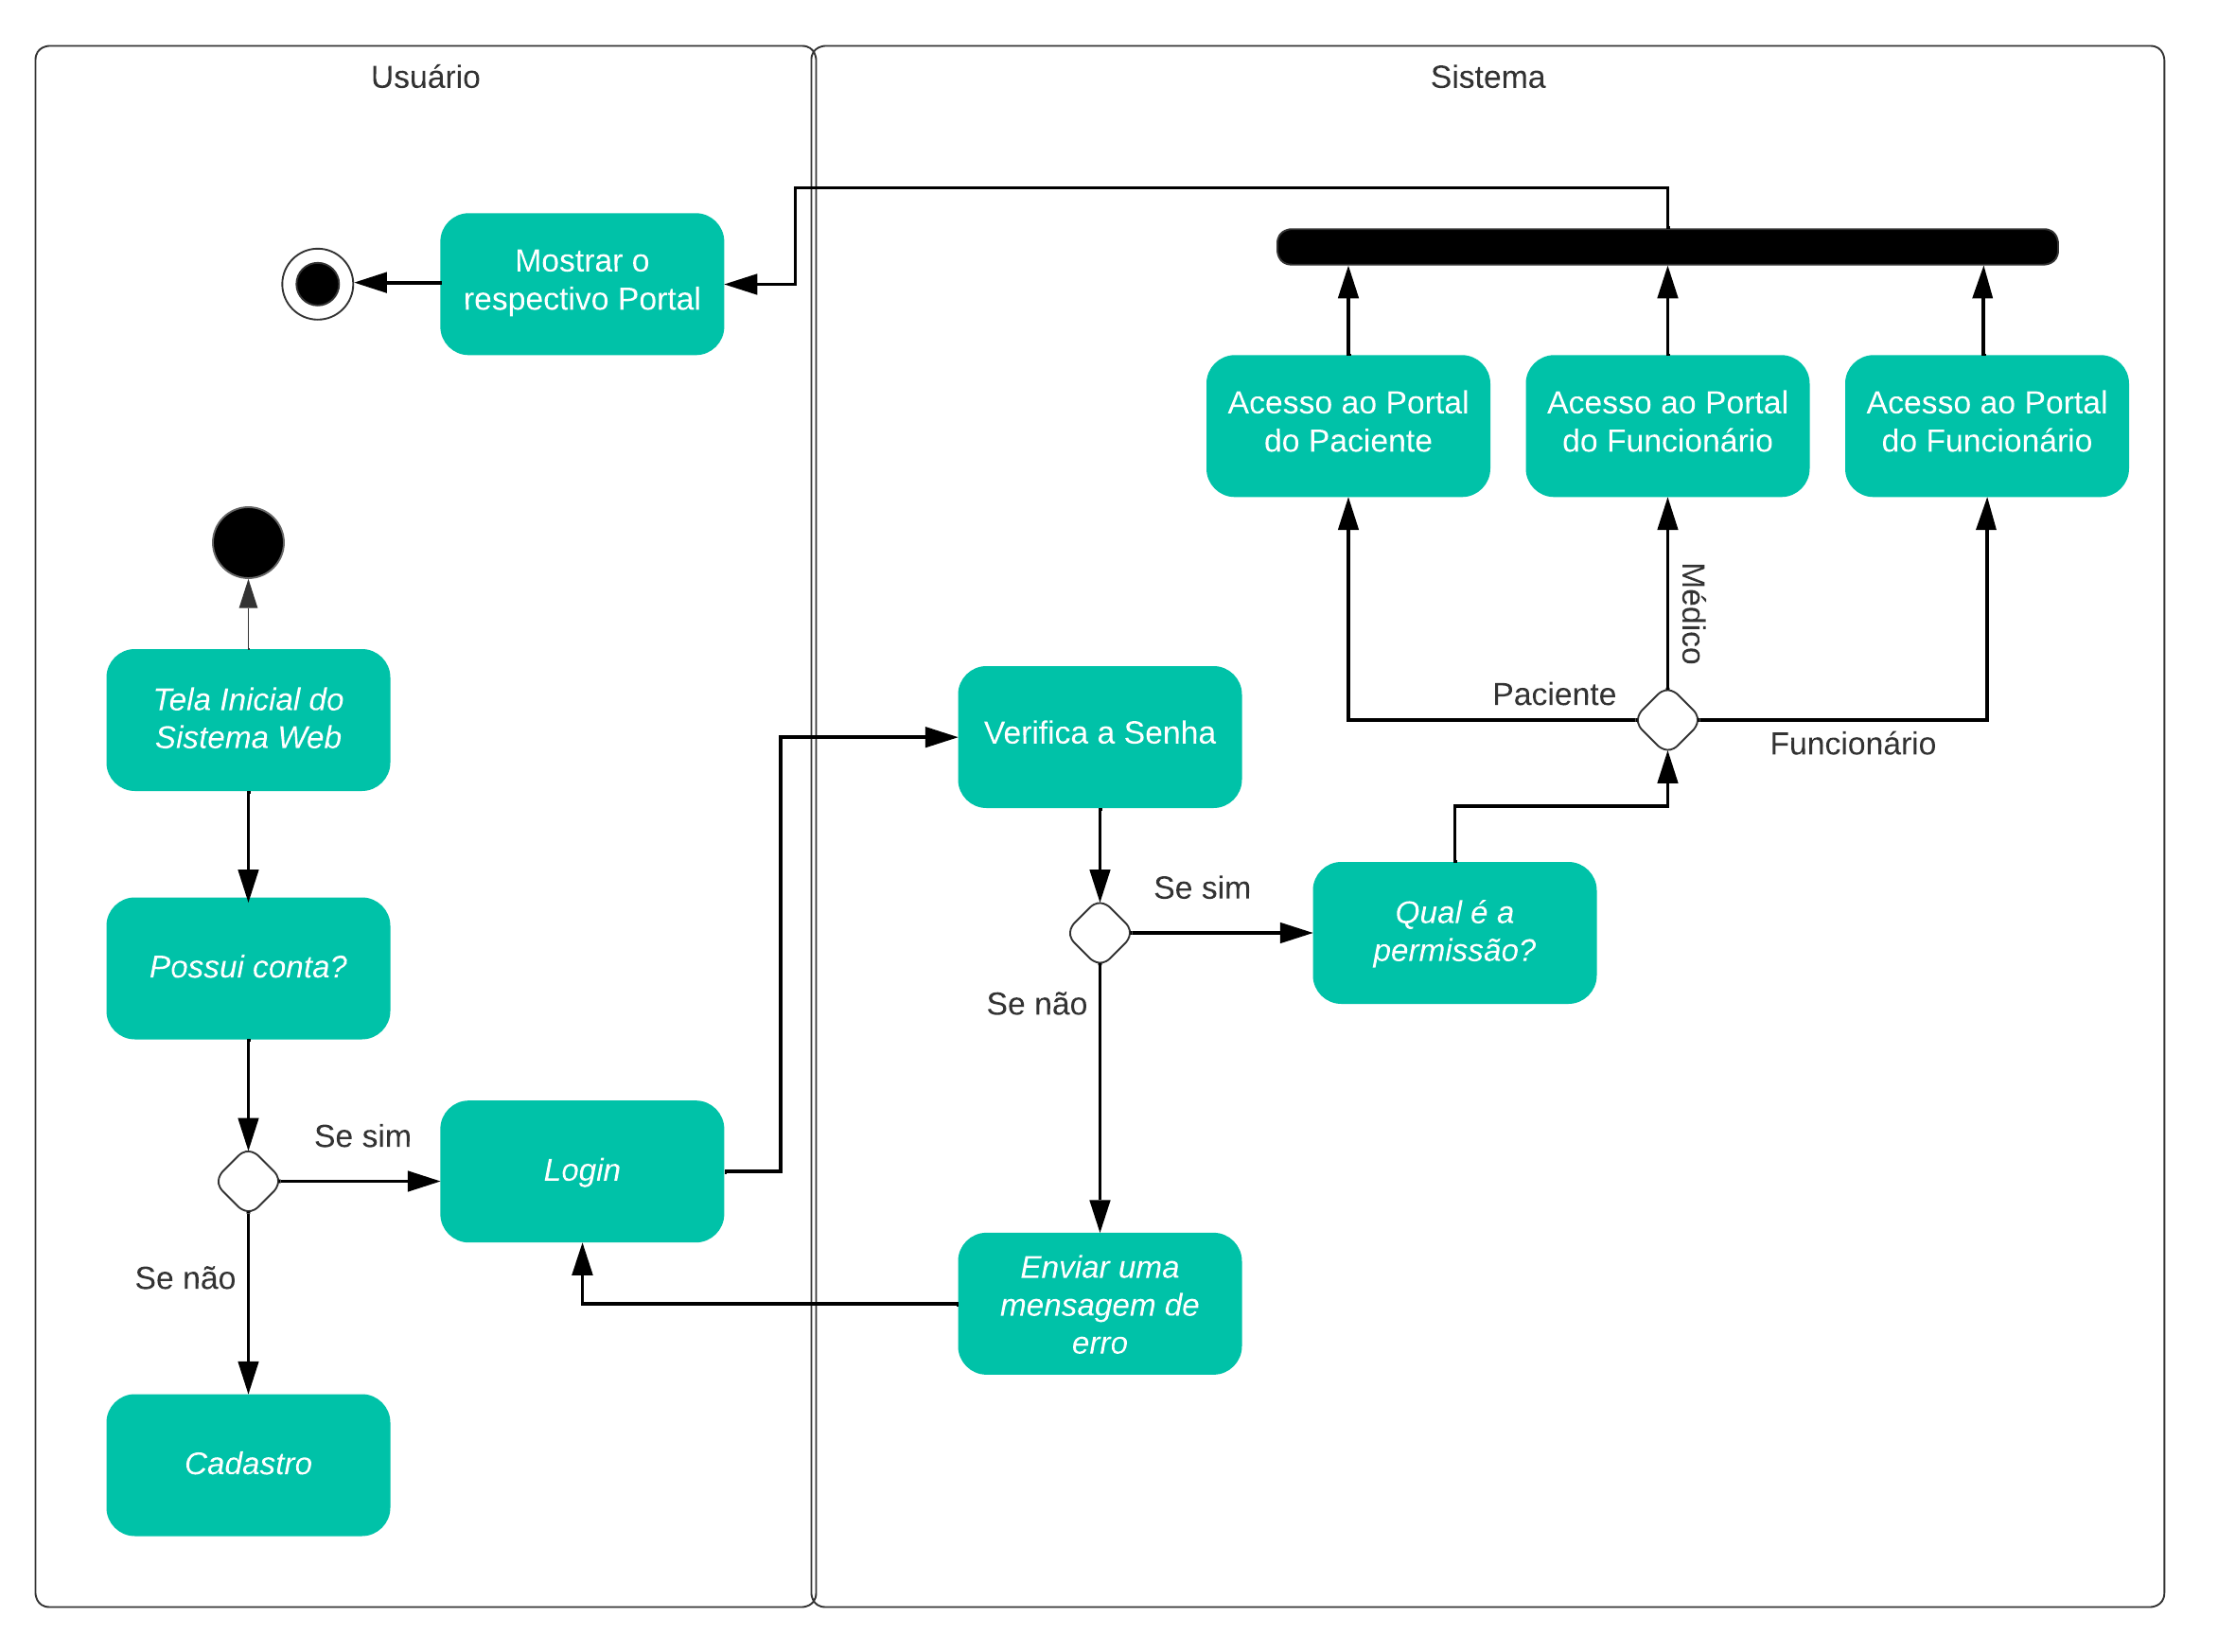 Usuário
Sistema
Mostrar o
respectivo Portal
Acesso ao Portal
do Paciente
Acesso ao Portal
do Funcionário
Acesso ao Portal
do Funcionário
Médico
Paciente
Funcionário
Tela Inicial do
Sistema Web
Verifica a Senha
Possui conta?
Se sim
Qual é a
permissão?
Se não
Se sim
Login
Se não
Enviar uma
mensagem de
erro
Cadastro